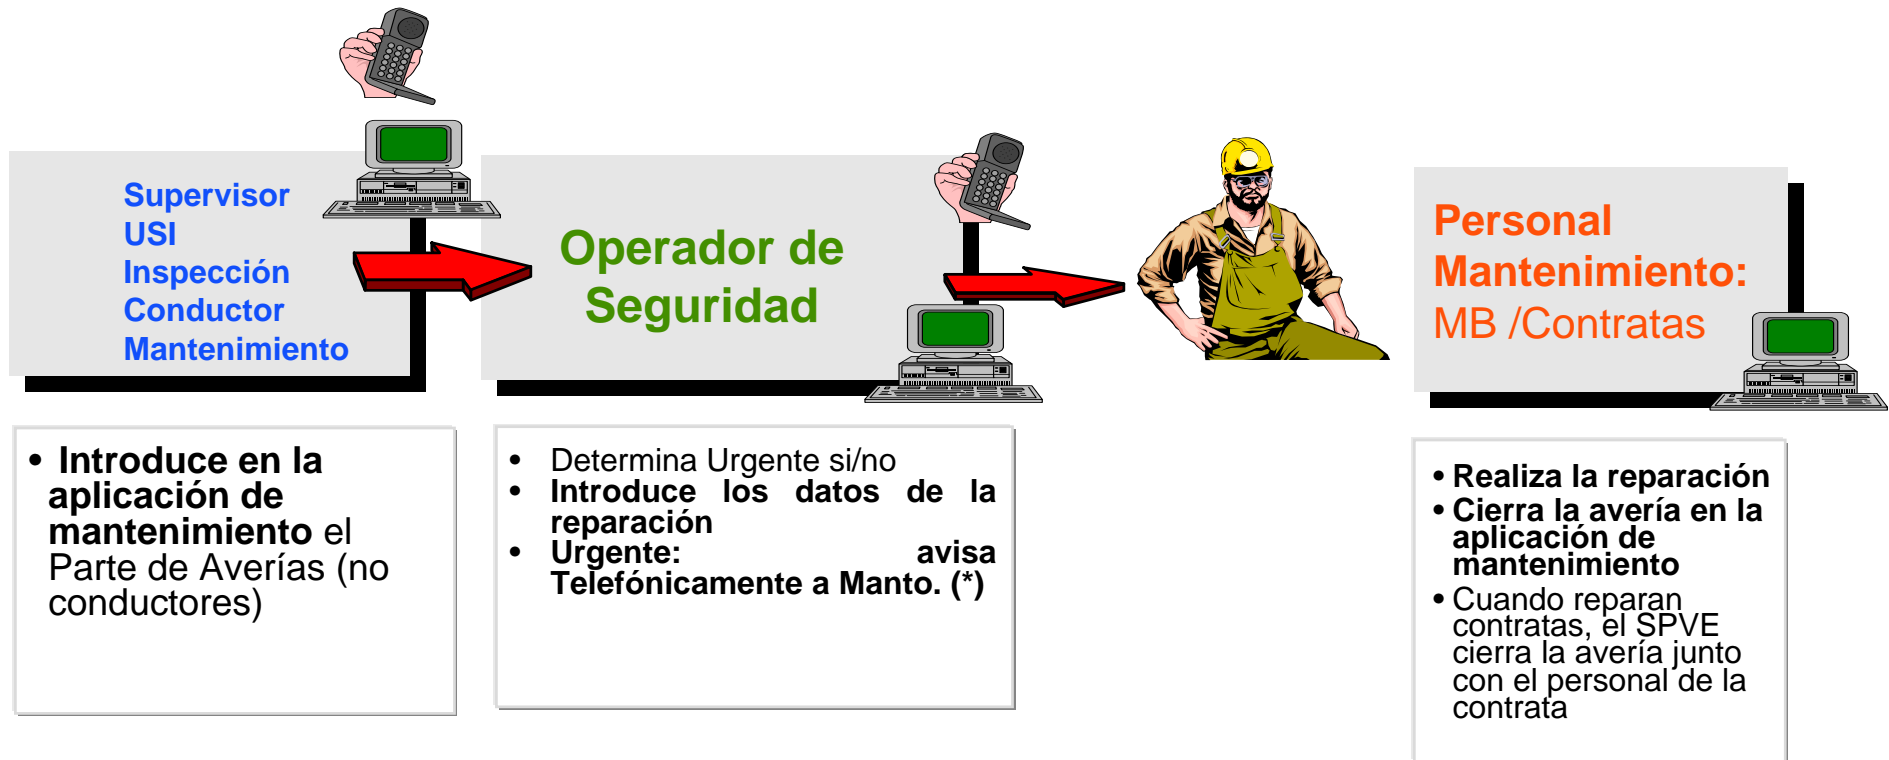 Supervisor
USI
Inspección
Conductor
Mantenimiento
Operador de
Seguridad
Personal
Mantenimiento:
MB /Contratas
• Introduce en la
aplicación de
mantenimiento el
Parte de Averías (no
conductores)
• Determina Urgente si/no
• Introduce los datos de la
reparación
• Urgente: avisa
Telefónicamente a Manto. (*)
• Realiza la reparación
• Cierra la avería en la
aplicación de
mantenimiento
• Cuando reparan
contratas, el SPVE
cierra la avería junto
con el personal de la
contrata